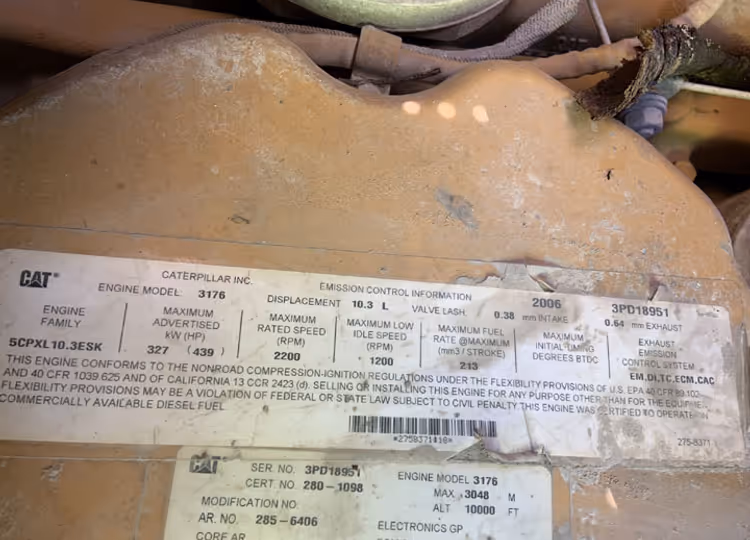 CAT®
CATERPILLAR INC.
EMISSION CONTROL INFORMATION
2006
3PD18951
ENGINE MODEL: 3176
DISPLACEMENT 10.3 L
VALVE LASH: 0.38 mm INTAKE
0.64 mm EXHAUST
ENGINE FAMILY
5CPXL10.3ESK
MAXIMUM ADVERTISED kW (HP)
327 (439)
MAXIMUM RATED SPEED (RPM)
2200
MAXIMUM LOW IDLE SPEED (RPM)
1200
MAXIMUM FUEL RATE @MAXIMUM (mm3 / STROKE)
213
MAXIMUM INITIAL TIMING DEGREES BTDC
EXHAUST EMISSION CONTROL SYSTEM
EM,DI,TC,ECM,CAC
THIS ENGINE CONFORMS TO THE NONROAD COMPRESSION-IGNITION REGULATIONS UNDER THE FLEXIBILITY PROVISIONS OF U.S. EPA 40 CFR 89.102
AND 40 CFR 1039.625 AND OF CALIFORNIA 13 CCR 2423 (d). SELLING OR INSTALLING THIS ENGINE FOR ANY PURPOSE OTHER THAN FOR THE EQUIPMENT
FLEXIBILITY PROVISIONS MAY BE A VIOLATION OF FEDERAL OR STATE LAW SUBJECT TO CIVIL PENALTY. THIS ENGINE WAS CERTIFIED TO OPERATE ON
COMMERCIALLY AVAILABLE DIESEL FUEL
275-8371
CAT
SER. NO. 3PD18951
ENGINE MODEL 3176
CERT. NO. 280-1098
MAX 3048 M
MODIFICATION NO.
ALT 10000 FT
AR. NO. 285-6406
ELECTRONICS GP
CORE AR